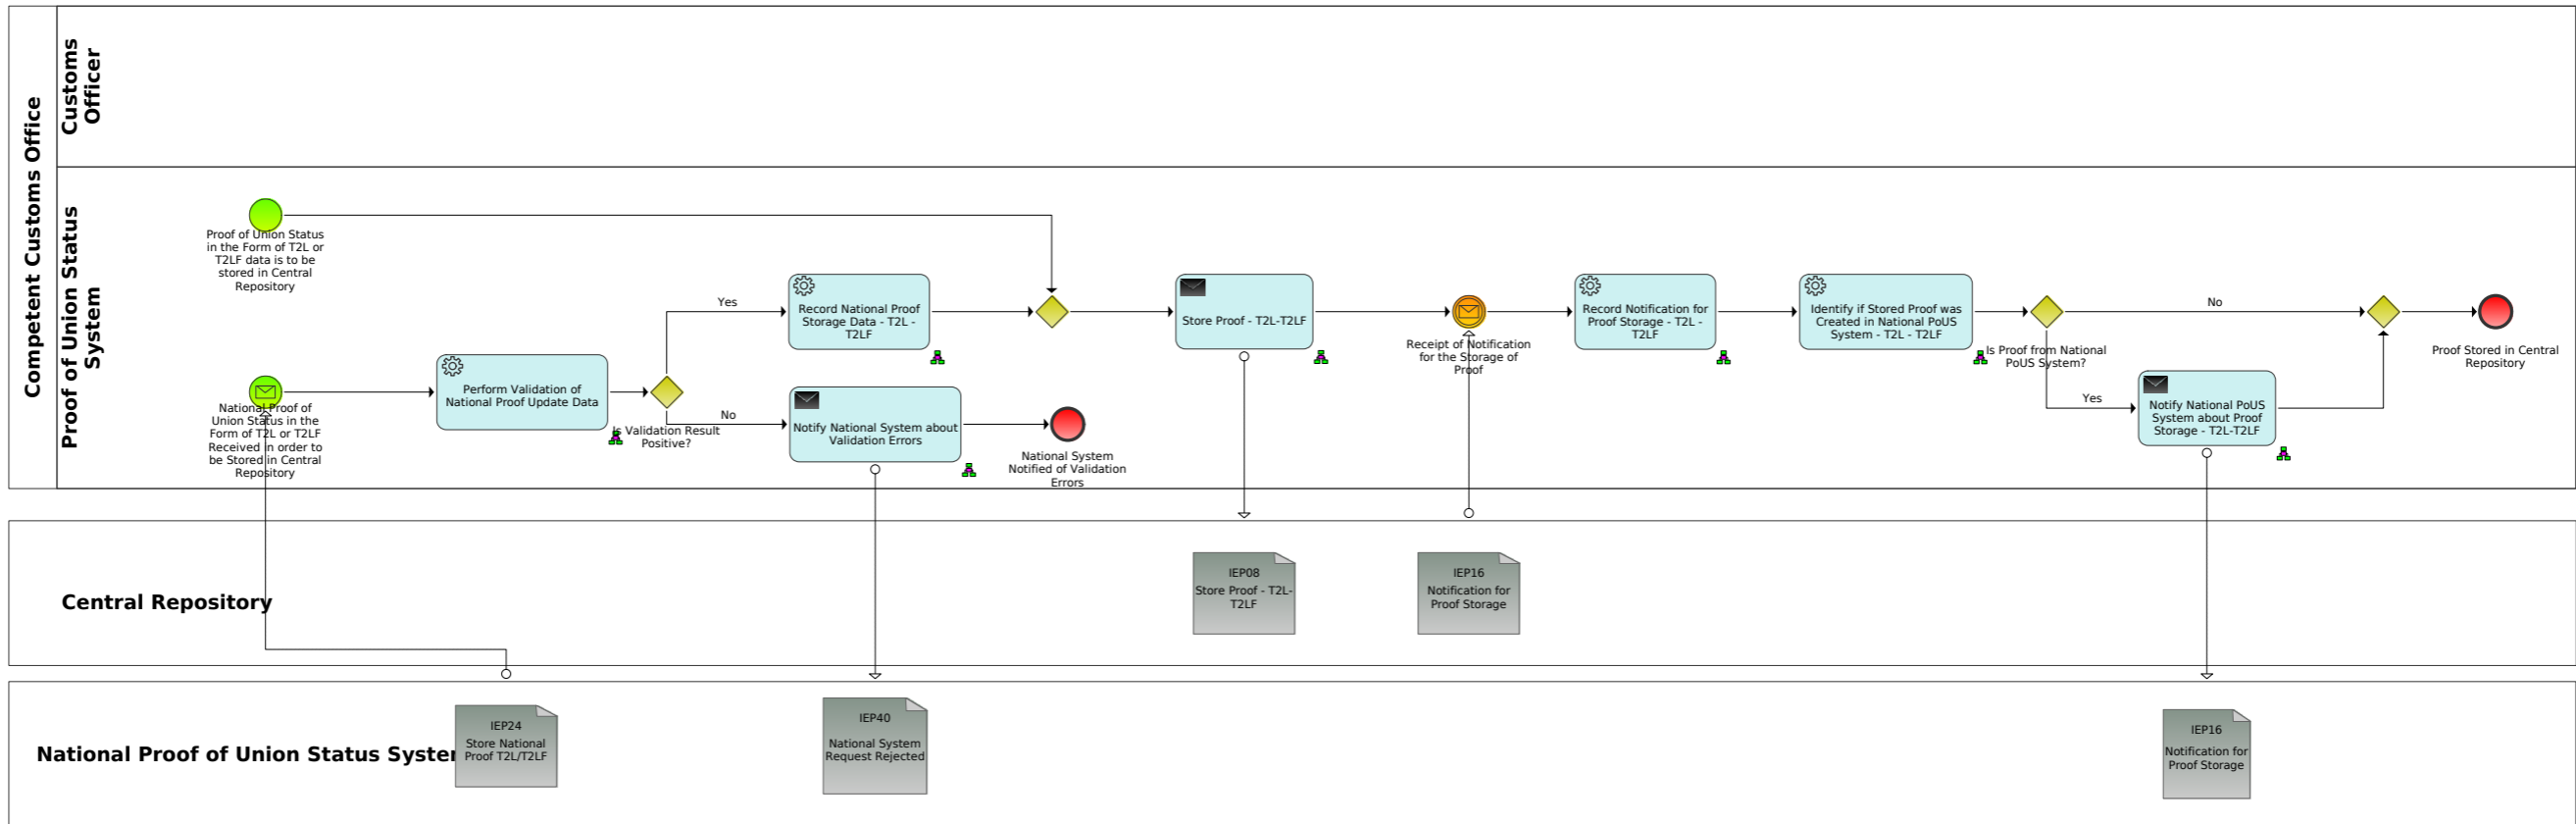 Competent Customs Office
Customs
Officer
Proof of Union Status
System
Proof of Union Status
in the Form of T2L or
T2LF data is to be
stored in Central
Repository
National Proof of
Union Status in the
Form of T2L or T2LF
Received in order to
be Stored in Central
Repository
Perform Validation of
National Proof Update Data
Is Validation Result
Positive?
Yes
No
Record National Proof
Storage Data - T2L -
T2LF
Notify National System about
Validation Errors
National System
Notified of Validation
Errors
Store Proof - T2L-T2LF
Receipt of Notification
for the Storage of
Proof
Record Notification for
Proof Storage - T2L -
T2LF
Identify if Stored Proof was
Created in National PoUS
System - T2L - T2LF
Is Proof from National
PoUS System?
No
Yes
Notify National PoUS
System about Proof
Storage - T2L-T2LF
Proof Stored in Central
Repository
Central Repository
IEP08
Store Proof - T2L-
T2LF
IEP16
Notification for
Proof Storage
National Proof of Union Status System
IEP24
Store National
Proof T2L/T2LF
IEP40
National System
Request Rejected
IEP16
Notification for
Proof Storage